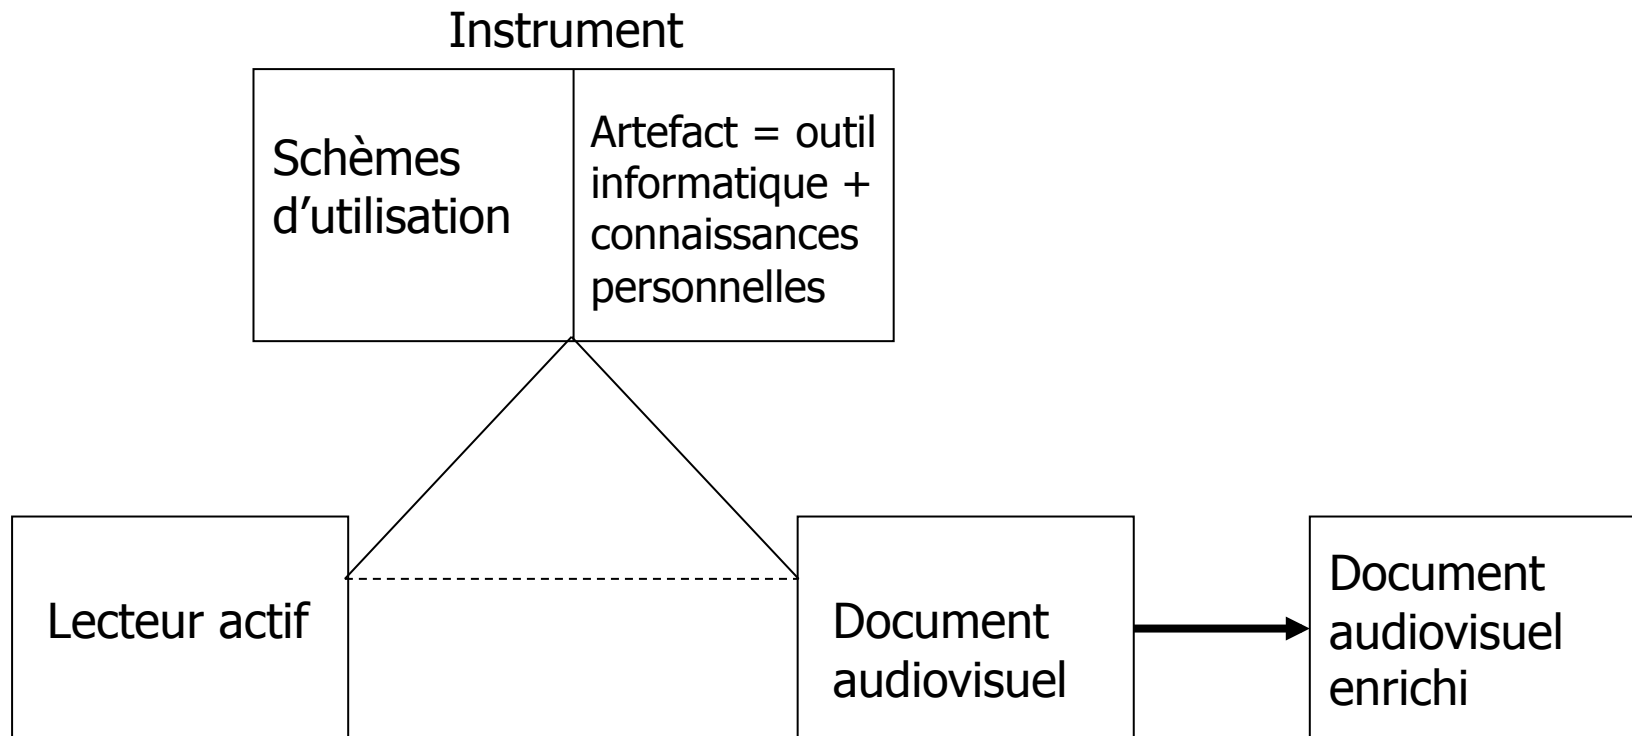 Instrument
Schèmes
d’utilisation
Artefact = outil
informatique +
connaissances
personnelles
Lecteur actif
Document
audiovisuel
Document
audiovisuel
enrichi